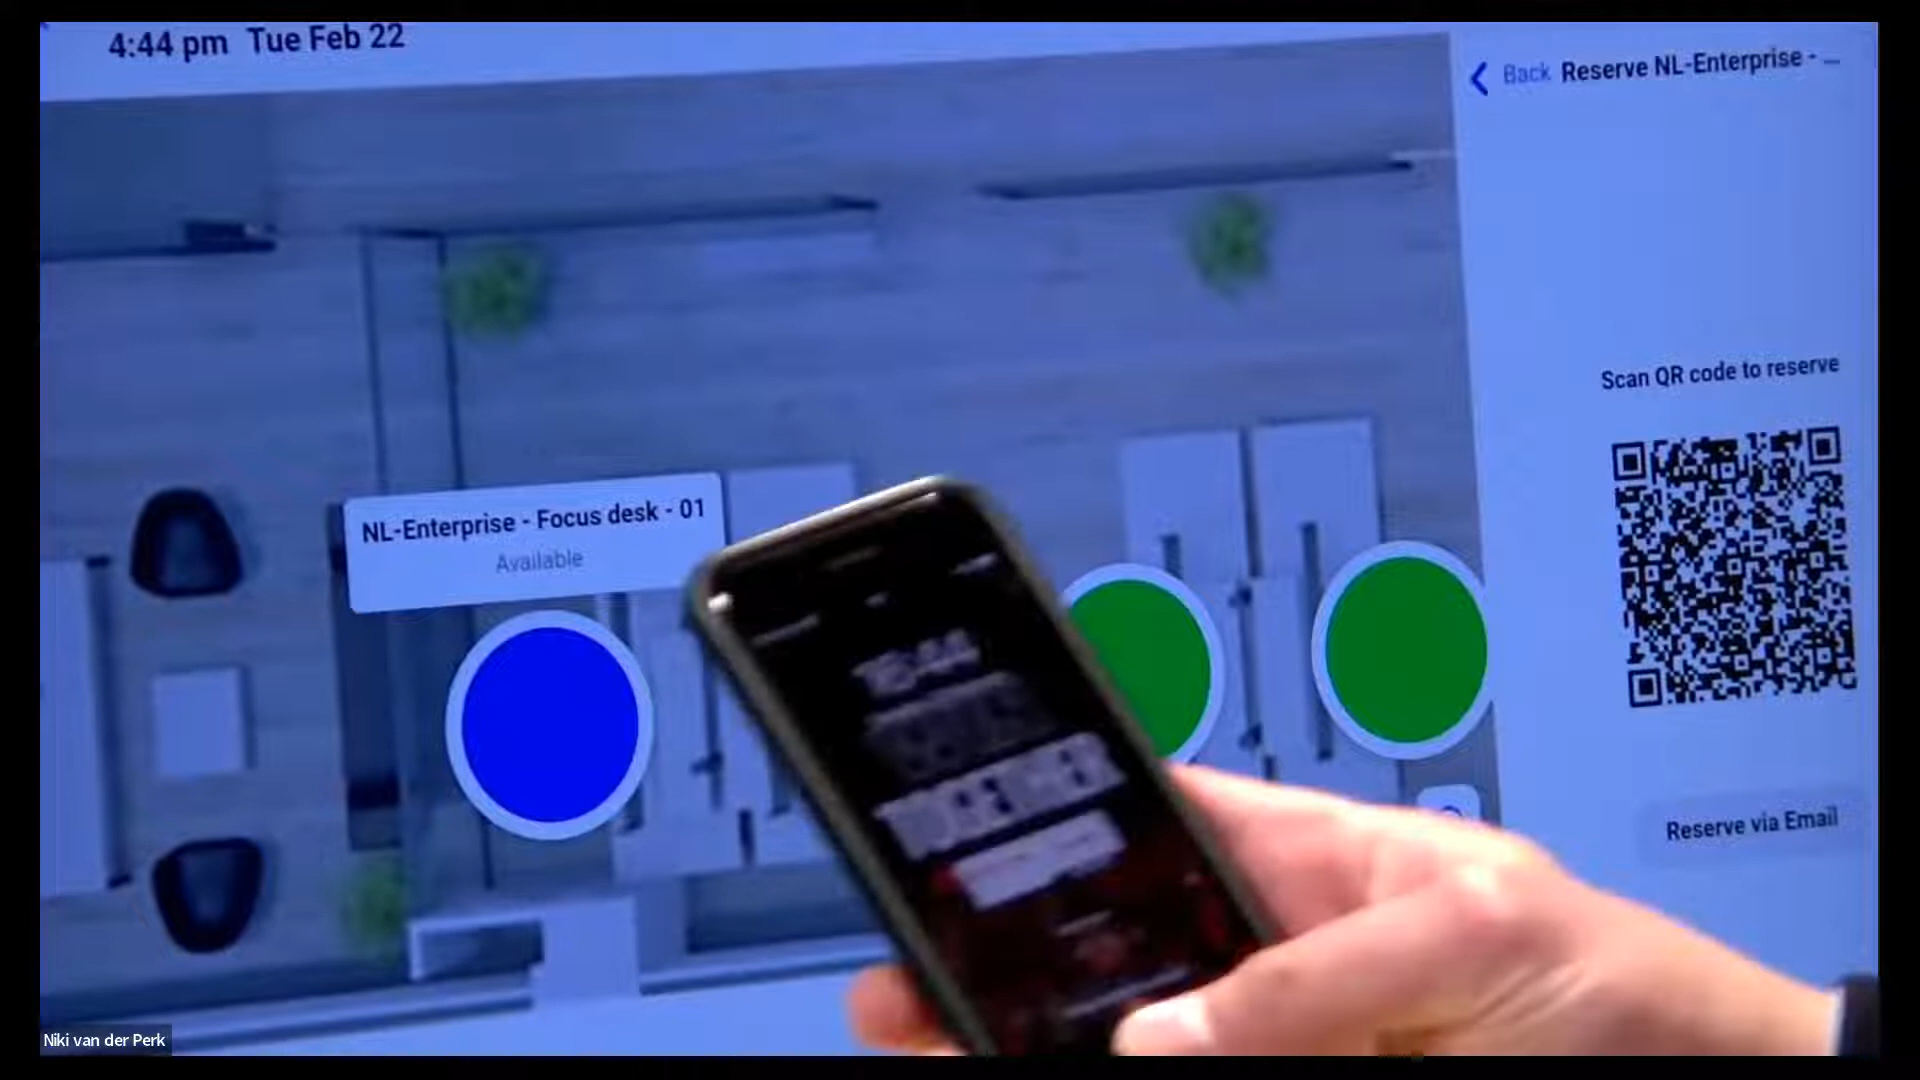 4:44 pm Tue Feb 22
Back Reserve NL-Enterprise - ...
Scan QR code to reserve
NL-Enterprise - Focus desk - 01
Available
Reserve via Email
Niki van der Perk